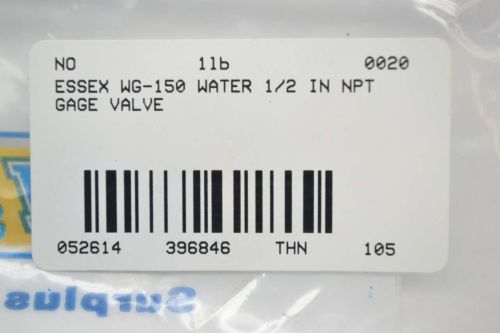 NO 1lb 0020
ESSEX WG-150 WATER 1/2 IN NPT
GAGE VALVE
052614 396846 THN 105
Surplus